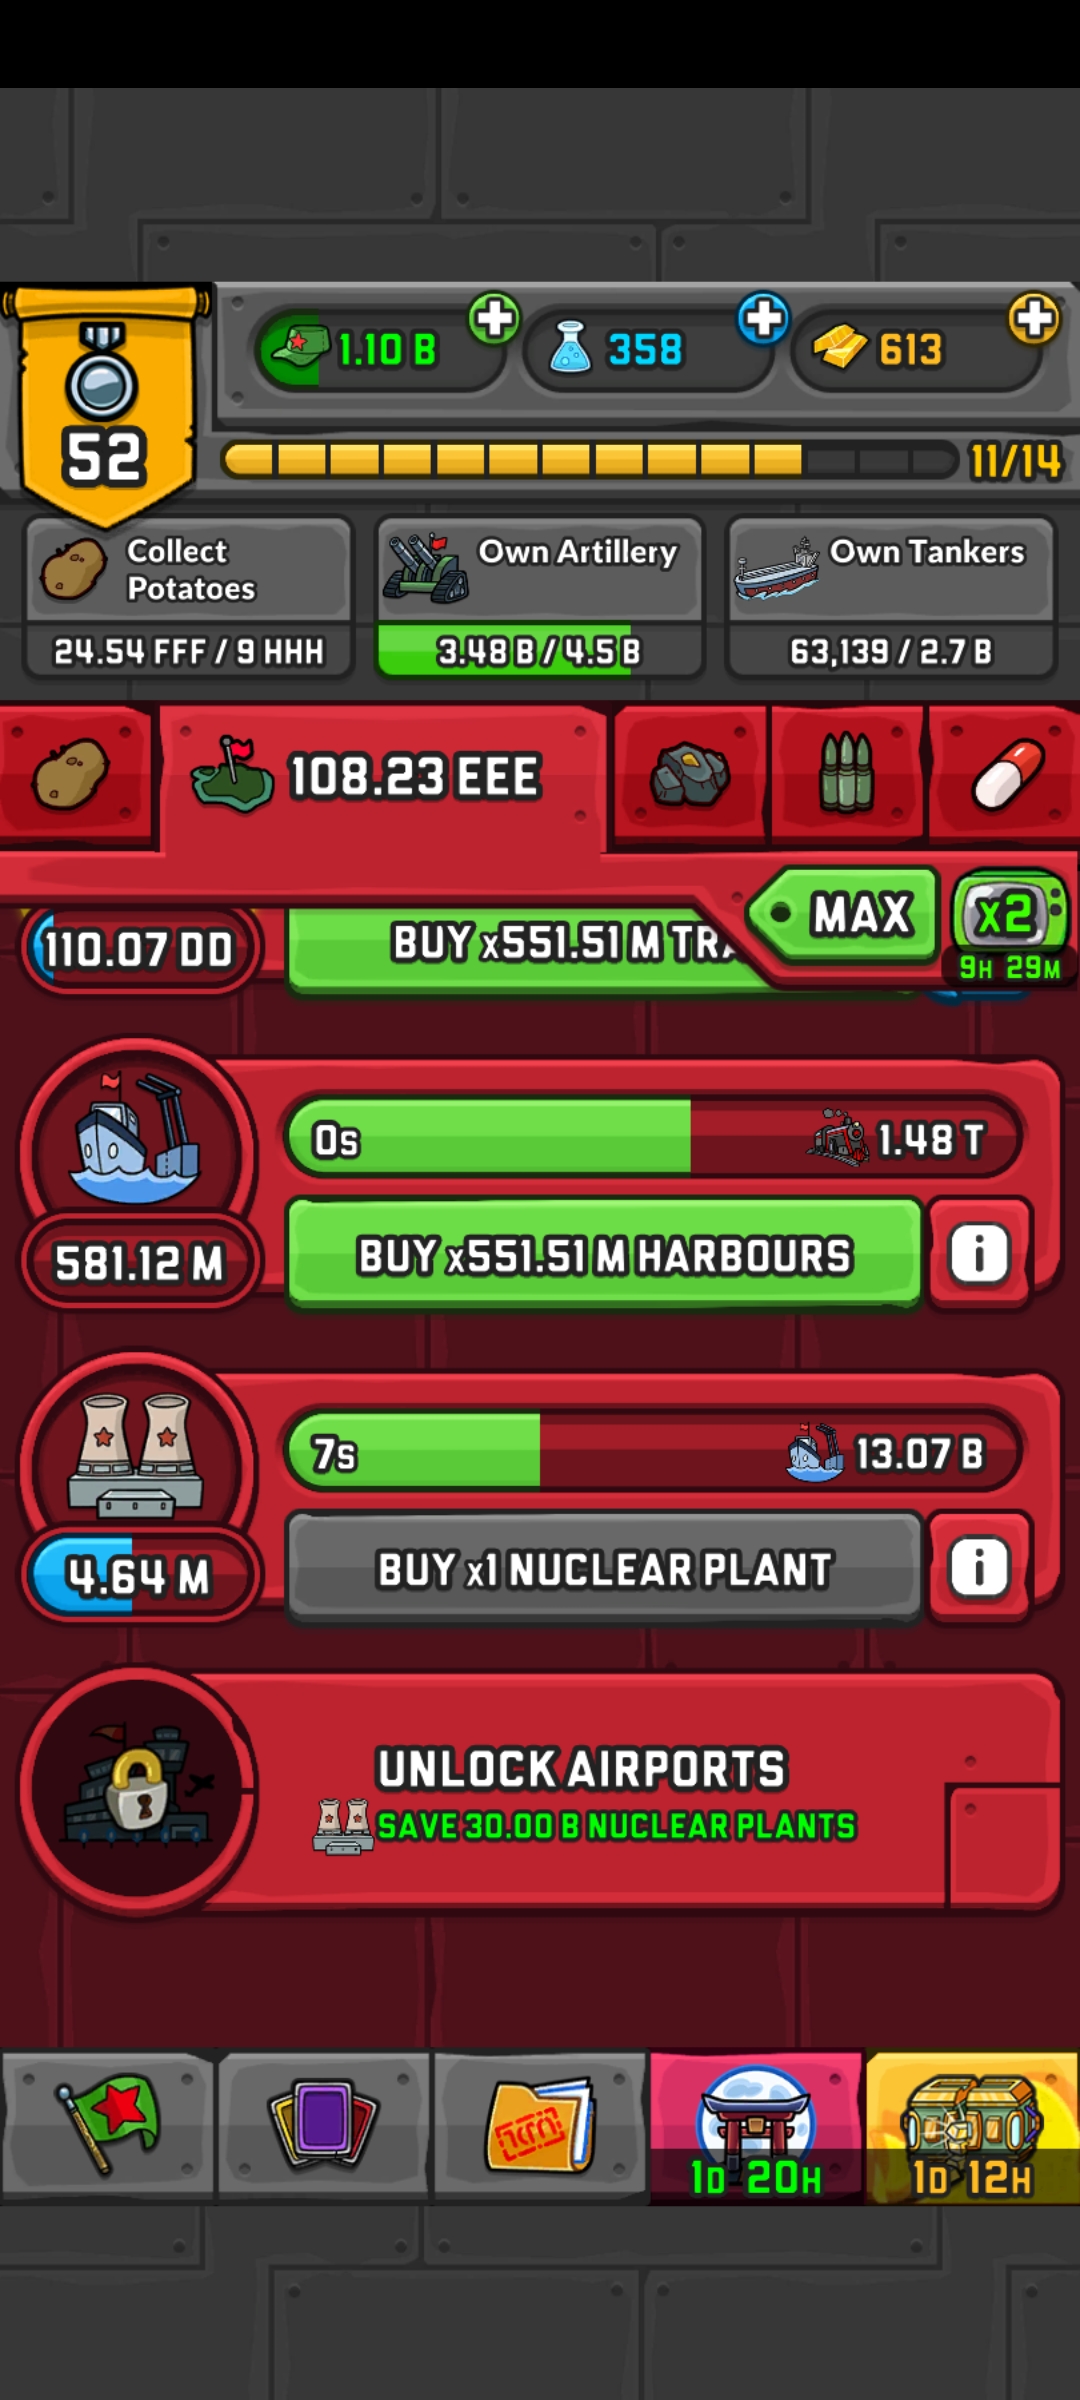 1.10 B
358
613
52
11/14
Collect
Potatoes
Own Artillery
Own Tankers
24.54 FFF / 9 HHH
3.48 B / 4.5 B
63,139 / 2.7 B
108.23 EEE
MAX
x2
9H 29M
110.07 DD
BUY x551.51 M
0s
1.48 T
581.12 M
BUY x551.51 M HARBOURS
i
7s
13.07 B
4.64 M
BUY x1 NUCLEAR PLANT
i
UNLOCK AIRPORTS
SAVE 30.00 B NUCLEAR PLANTS
1D 20H
1D 12H